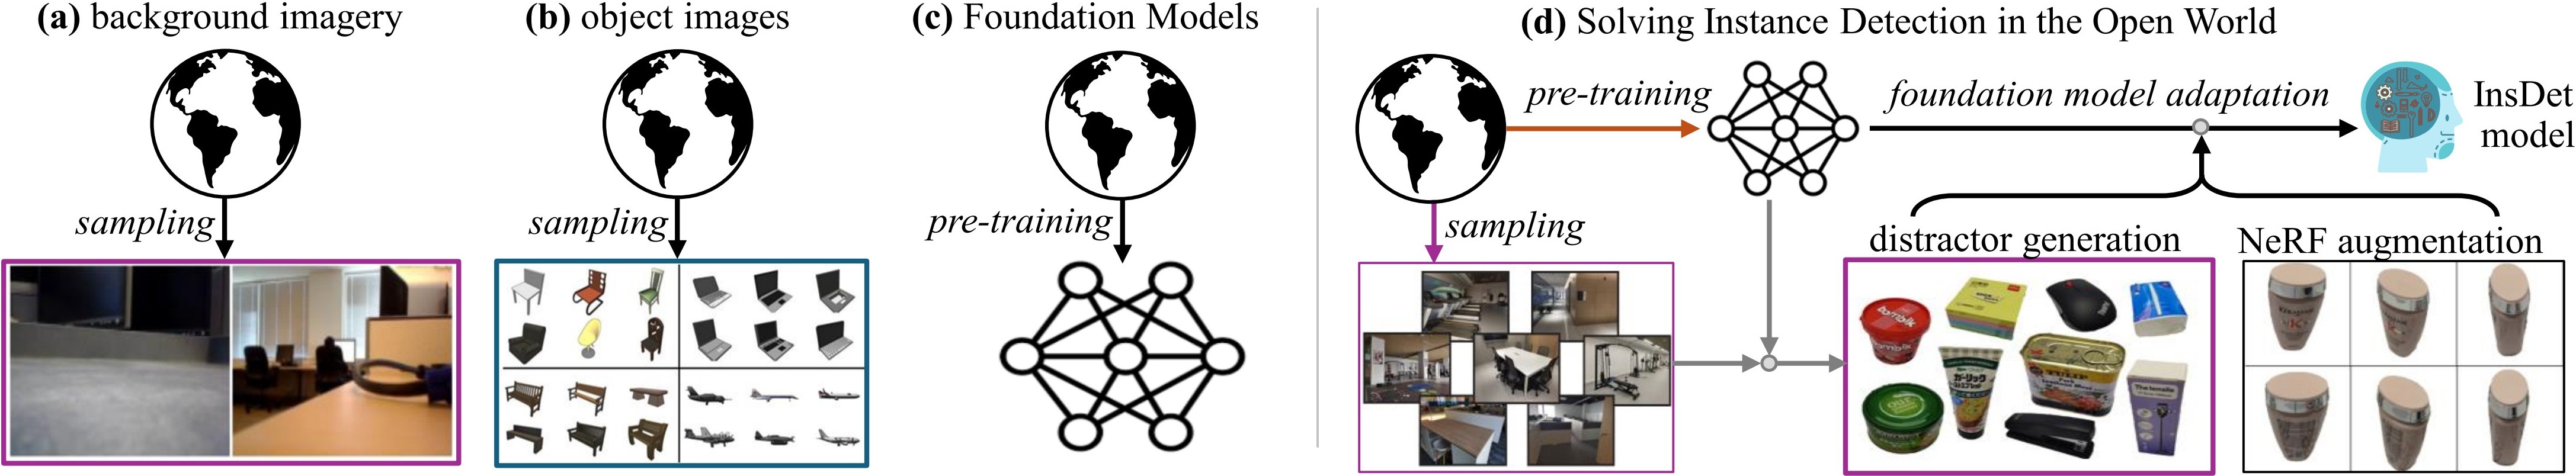 (a) background imagery
sampling
(b) object images
sampling
(c) Foundation Models
pre-training
(d) Solving Instance Detection in the Open World
pre-training
foundation model adaptation
InsDet
model
sampling
distractor generation
NeRF augmentation